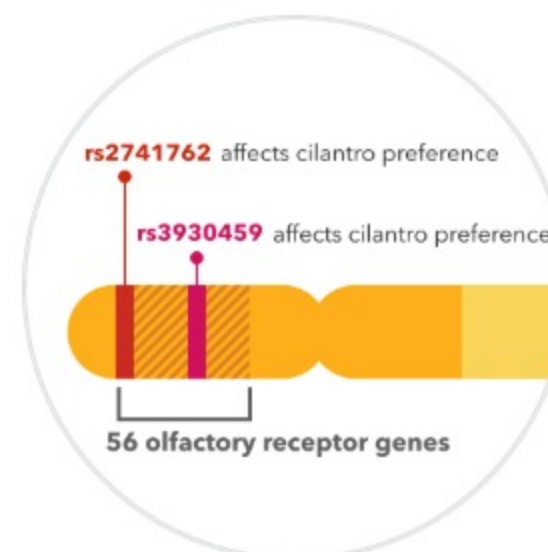 rs2741762 affects cilantro preference
rs3930459 affects cilantro preference
56 olfactory receptor genes